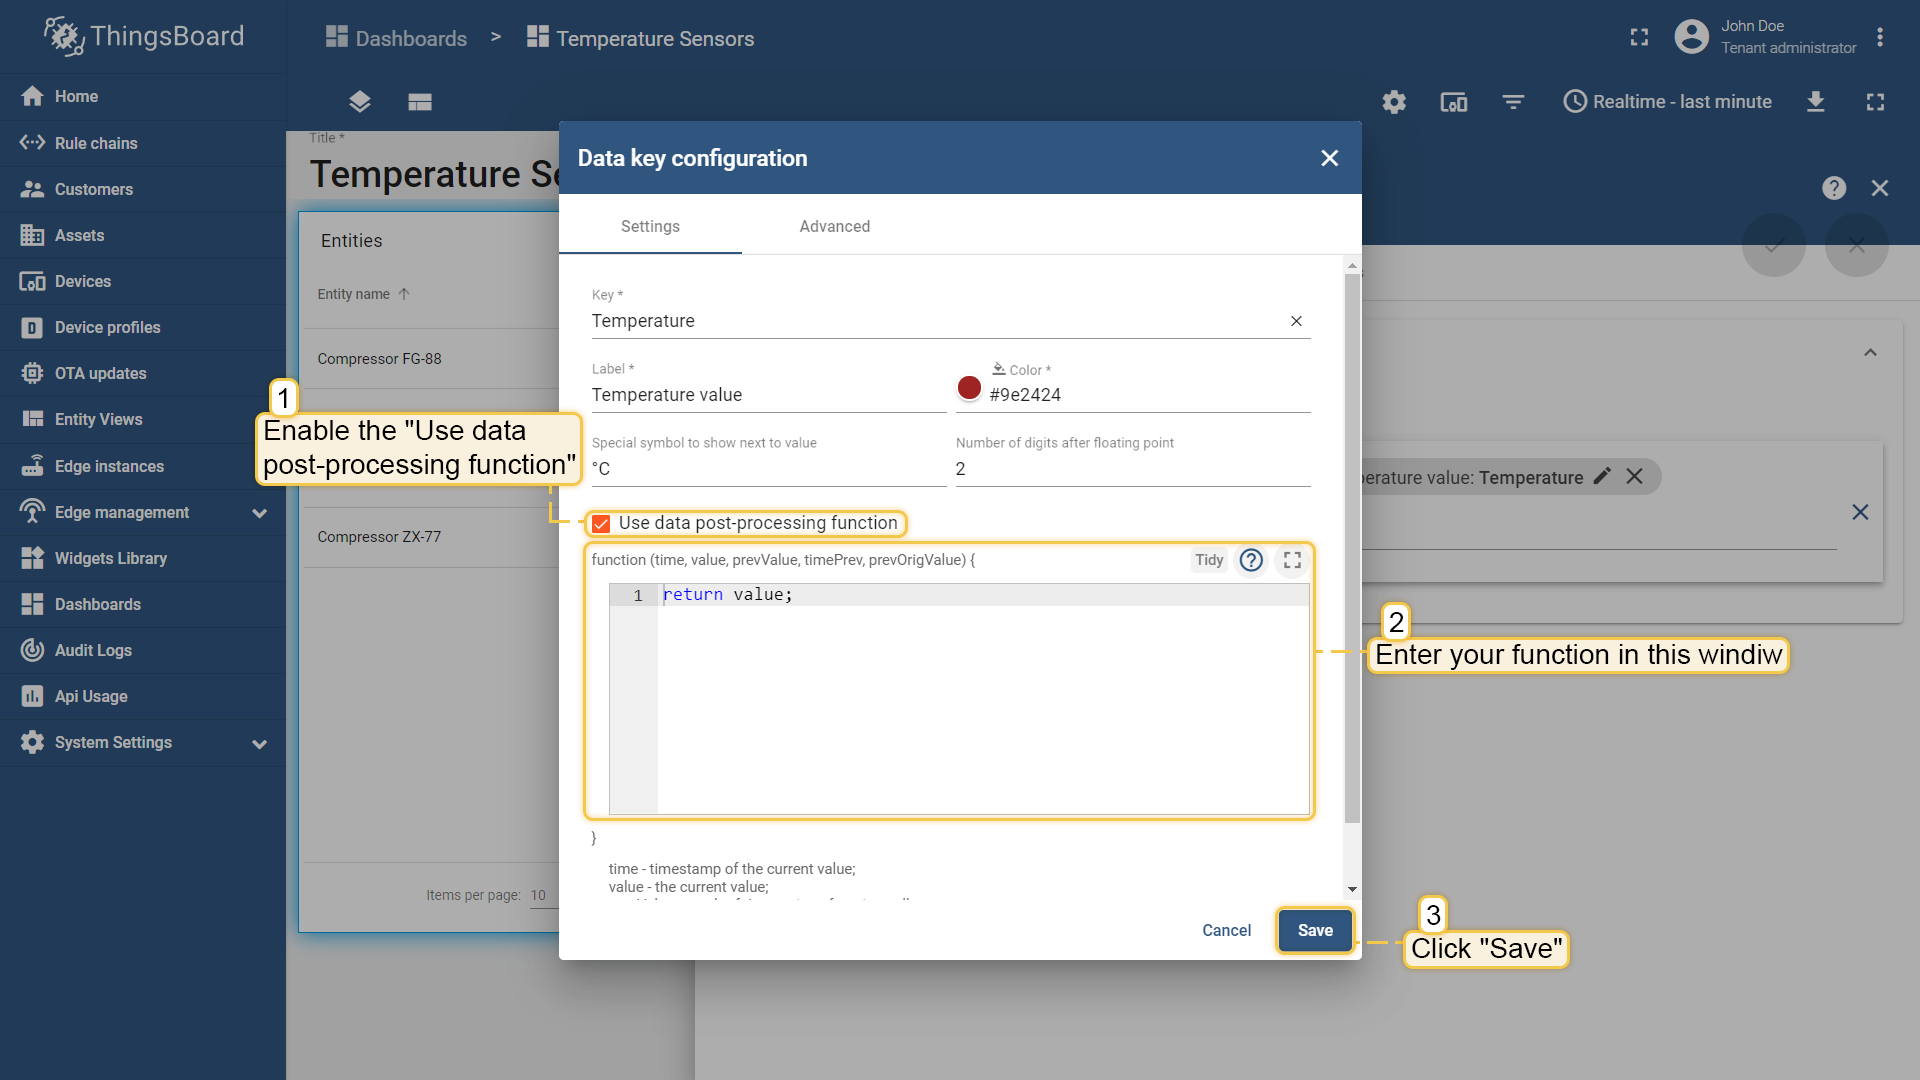 ThingsBoard
Dashboards > Temperature Sensors
John Doe
Tenant administrator
Realtime - last minute
Home
Rule chains
Customers
Assets
Devices
Device profiles
OTA updates
Entity Views
Edge instances
Edge management
Widgets Library
Dashboards
Audit Logs
Api Usage
System Settings
Title *
Temperature Se
Entities
Entity name
Compressor FG-88
Compressor ZX-77
Items per page: 10
Data key configuration
Settings
Advanced
Key *
Temperature
Label *
Temperature value
Color *
#9e2424
Special symbol to show next to value
°C
Number of digits after floating point
2
Use data post-processing function
function (time, value, prevValue, timePrev, prevOrigValue) {
Tidy
1 return value;
}
time - timestamp of the current value;
value - the current value;
Cancel
Save
perature value: Temperature
1
Enable the "Use data
post-processing function"
2
Enter your function in this windiw
3
Click "Save"